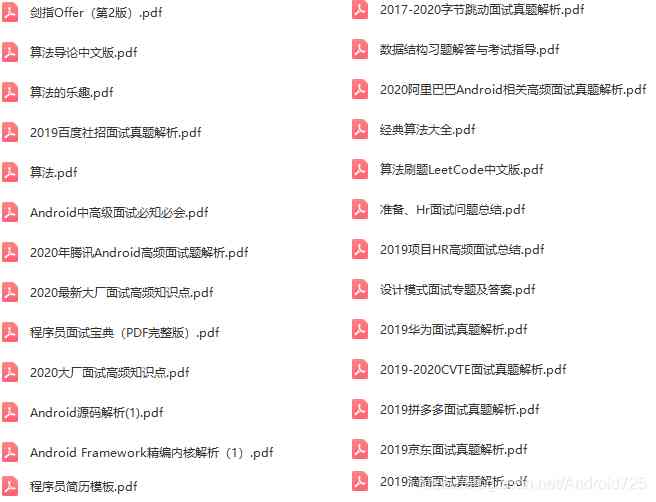 剑指Offer（第2版）.pdf
算法导论中文版.pdf
算法的乐趣.pdf
2019百度社招面试真题解析.pdf
算法.pdf
Android中高级面试必知必会.pdf
2020年腾讯Android高频面试题解析.pdf
2020最新大厂面试高频知识点.pdf
程序员面试宝典（PDF完整版）.pdf
2020大厂面试高频知识点.pdf
Android源码解析(1).pdf
Android Framework精编内核解析（1）.pdf
程序员简历模板.pdf
2017-2020字节跳动面试真题解析.pdf
数据结构习题解答与考试指导.pdf
2020阿里巴巴Android相关高频面试真题解析.pdf
经典算法大全.pdf
算法刷题LeetCode中文版.pdf
准备、Hr面试问题总结.pdf
2019项目HR高频面试总结.pdf
设计模式面试专题及答案.pdf
2019华为面试真题解析.pdf
2019-2020CVTE面试真题解析.pdf
2019拼多多面试真题解析.pdf
2019京东面试真题解析.pdf
2019滴滴面试真题解析.pdf
.net/Android725